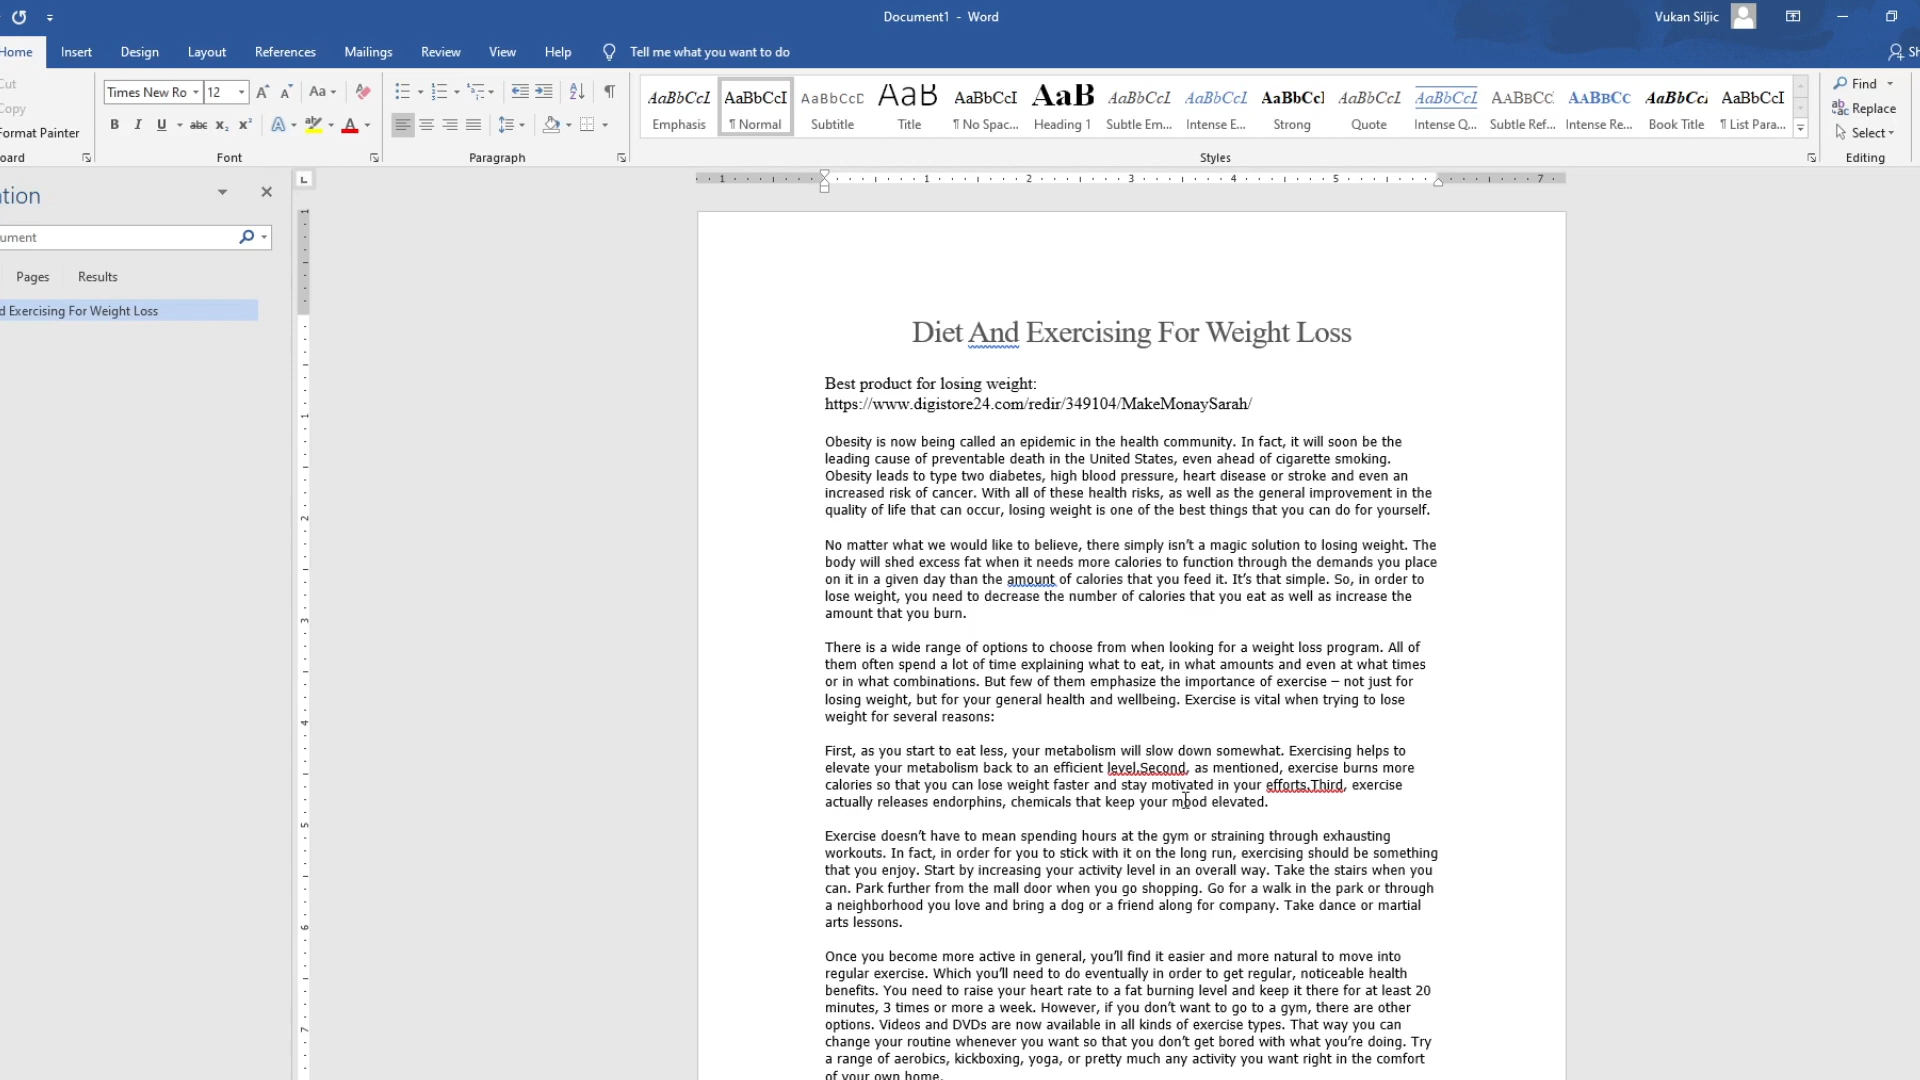 Document1 - Word
Vukan Siljic
Home Insert Design Layout References Mailings Review View Help Tell me what you want to do
Cut
Copy
Format Painter
oard
Times New Ro 12 Aa
B I U abc x₂ x² A ab A
Font
Paragraph
AaBbCcI AaBbCcI AaBbCcD AaB AaBbCcI AaB AaBbCcL AaBbCcL AaBbCcI AaBbCcL AaBbCcL AaBbCc AaBbCc AaBbCc AaBbCcI
Emphasis ¶ Normal Subtitle Title ¶ No Spac... Heading 1 Subtle Em... Intense E... Strong Quote Intense Q... Subtle Ref... Intense Re... Book Title ¶ List Para...
Styles
Find
Replace
Select
Editing
ation
ument
Pages Results
d Exercising For Weight Loss
1 1 2 3 4 5 7
1
1
2
3
4
5
6
7
Diet And Exercising For Weight Loss
Best product for losing weight:
https://www.digistore24.com/redir/349104/MakeMonaySarah/
Obesity is now being called an epidemic in the health community. In fact, it will soon be the
leading cause of preventable death in the United States, even ahead of cigarette smoking.
Obesity leads to type two diabetes, high blood pressure, heart disease or stroke and even an
increased risk of cancer. With all of these health risks, as well as the general improvement in the
quality of life that can occur, losing weight is one of the best things that you can do for yourself.
No matter what we would like to believe, there simply isn't a magic solution to losing weight. The
body will shed excess fat when it needs more calories to function through the demands you place
on it in a given day than the amount of calories that you feed it. It's that simple. So, in order to
lose weight, you need to decrease the number of calories that you eat as well as increase the
amount that you burn.
There is a wide range of options to choose from when looking for a weight loss program. All of
them often spend a lot of time explaining what to eat, in what amounts and even at what times
or in what combinations. But few of them emphasize the importance of exercise – not just for
losing weight, but for your general health and wellbeing. Exercise is vital when trying to lose
weight for several reasons:
First, as you start to eat less, your metabolism will slow down somewhat. Exercising helps to
elevate your metabolism back to an efficient level.Second, as mentioned, exercise burns more
calories so that you can lose weight faster and stay motivated in your efforts.Third, exercise
actually releases endorphins, chemicals that keep your mood elevated.
Exercise doesn't have to mean spending hours at the gym or straining through exhausting
workouts. In fact, in order for you to stick with it on the long run, exercising should be something
that you enjoy. Start by increasing your activity level in an overall way. Take the stairs when you
can. Park further from the mall door when you go shopping. Go for a walk in the park or through
a neighborhood you love and bring a dog or a friend along for company. Take dance or martial
arts lessons.
Once you become more active in general, you'll find it easier and more natural to move into
regular exercise. Which you'll need to do eventually in order to get regular, noticeable health
benefits. You need to raise your heart rate to a fat burning level and keep it there for at least 20
minutes, 3 times or more a week. However, if you don't want to go to a gym, there are other
options. Videos and DVDs are now available in all kinds of exercise types. That way you can
change your routine whenever you want so that you don't get bored with what you're doing. Try
a range of aerobics, kickboxing, yoga, or pretty much any activity you want right in the comfort
of your own home.